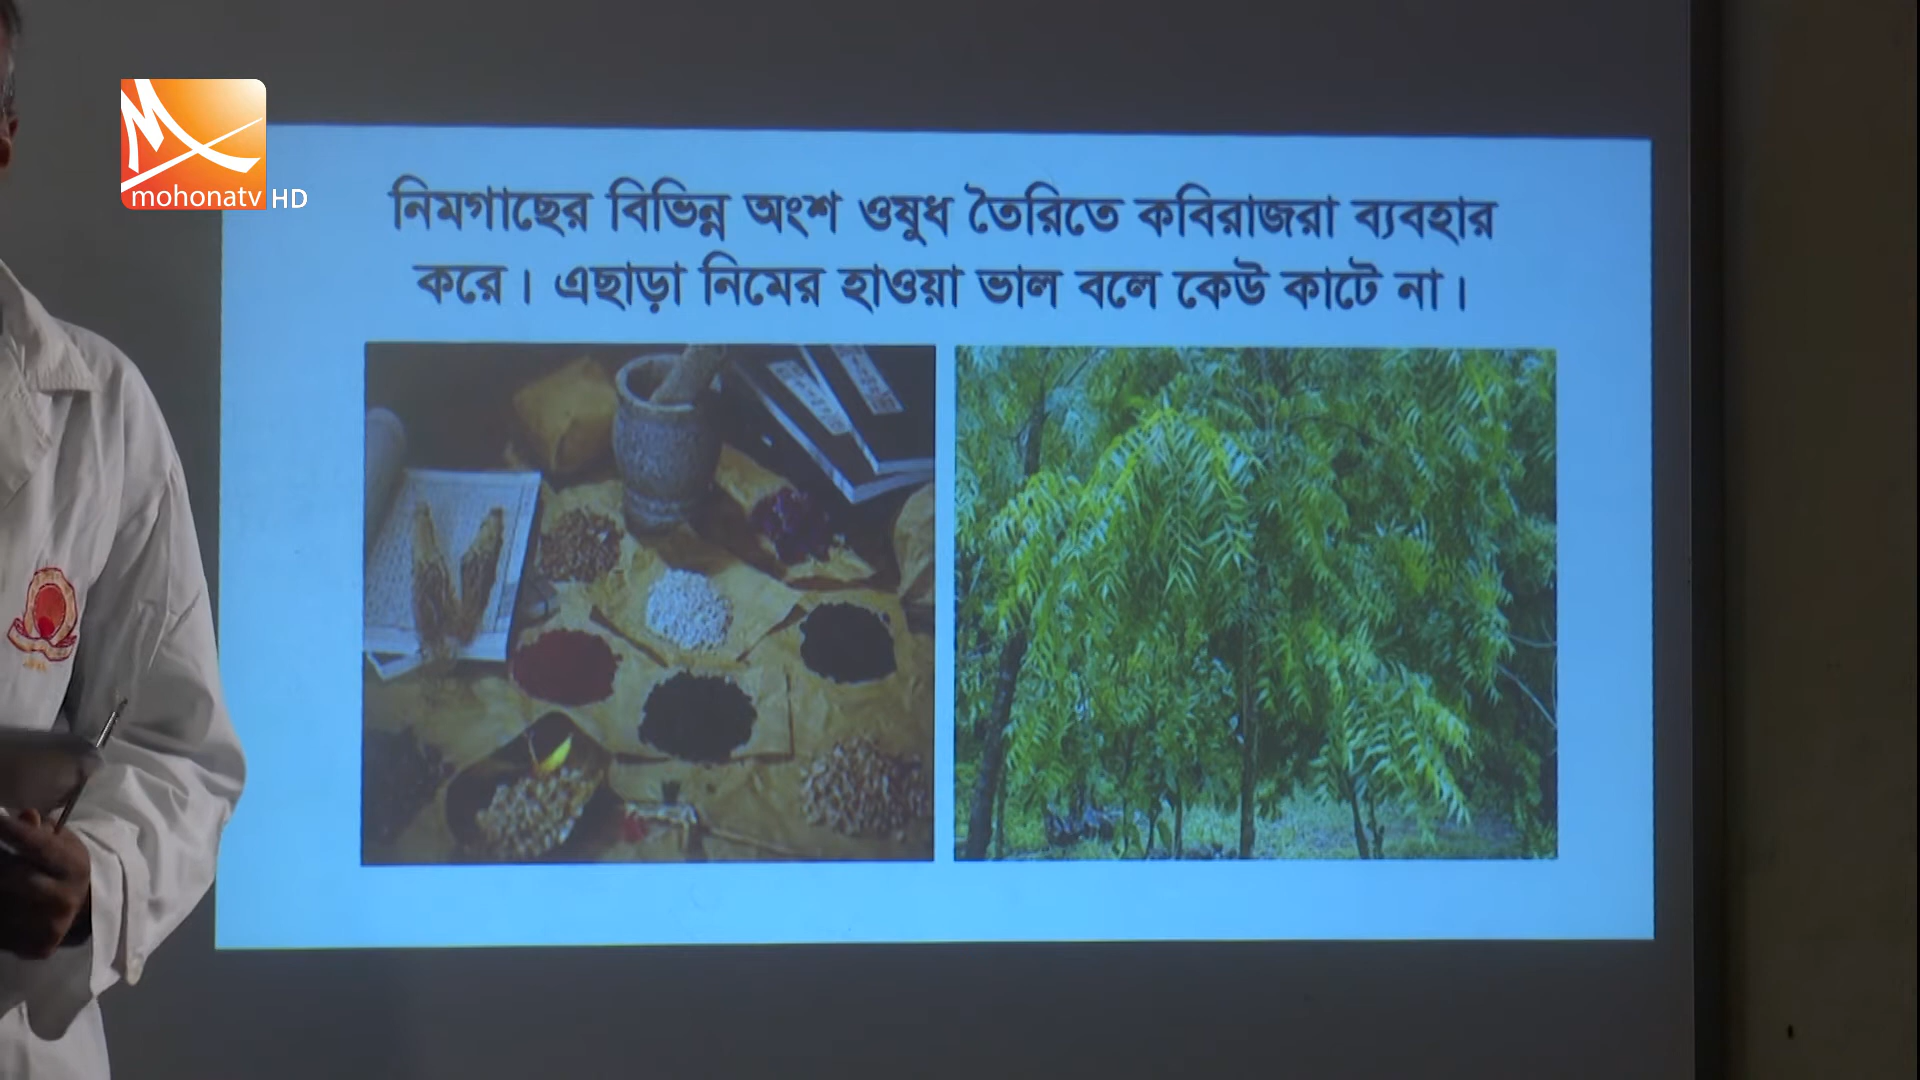 mohonatv HD
নিমগাছের বিভিন্ন অংশ ওষুধ তৈরিতে কবিরাজরা ব্যবহার
করে। এছাড়া নিমের হাওয়া ভাল বলে কেউ কাটে না।